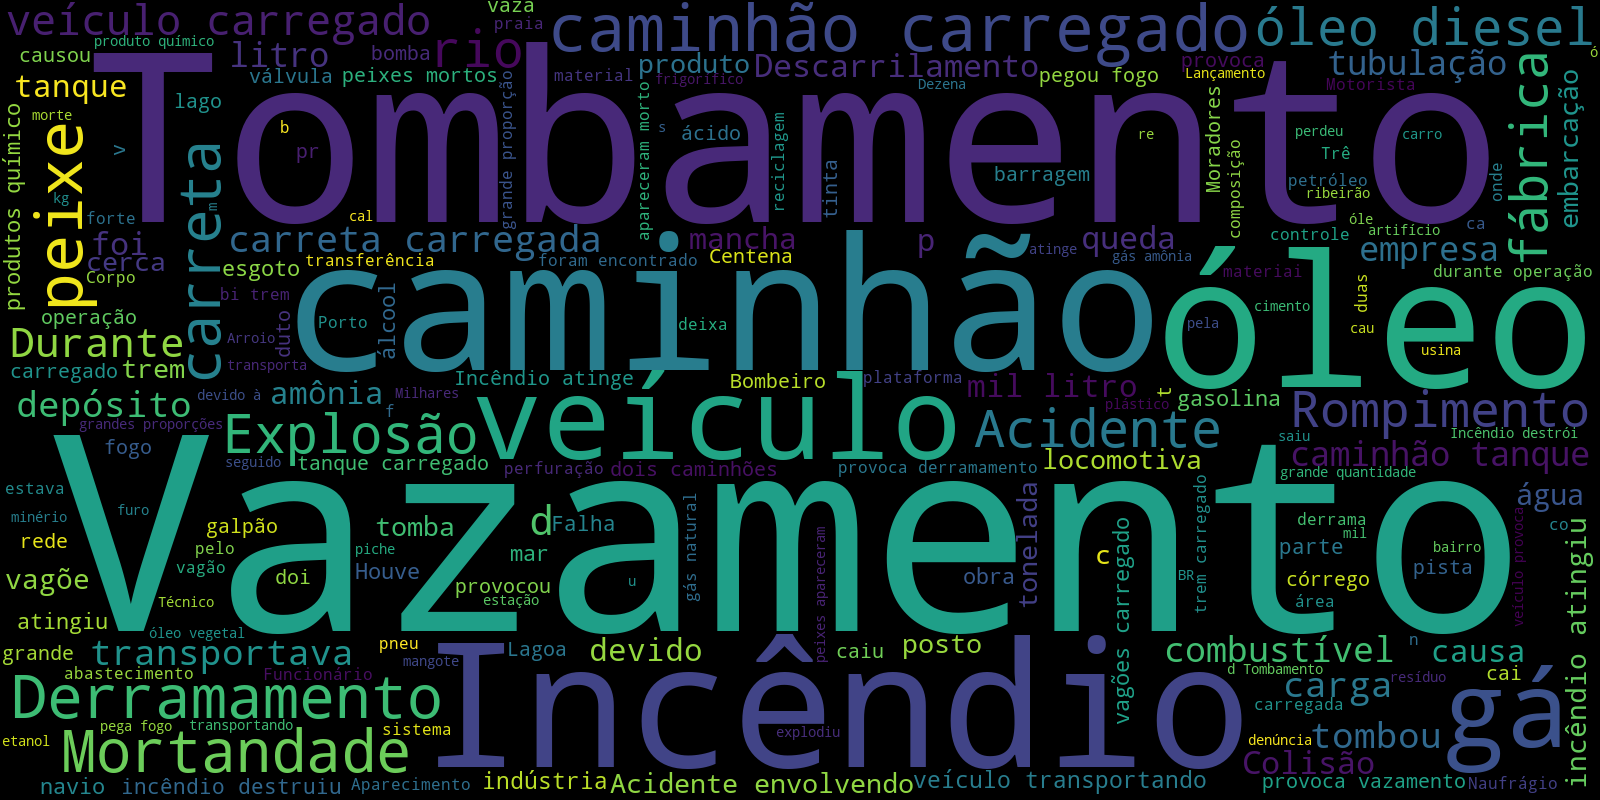 veículo carregado
vaza
praia
caminhão carregado
óleo diesel
causou
produto químico
litro
bomba
rio
tanque
válvula
peixes mortos
material
frigorífico
produto
Descarrilamento
Dezena
pegou fogo
provoca
Lançamento
tubulação
Motorista
ó
morte
lago
Tombamento
produtos químico
peixe
v
carreta
b
pr
grande proporção
apareceram morto
s
ácido
reciclagem
tinta
barragem
re
Moradores
composição
perdeu
Trê
petróleo
ribeirão
carro
onde
fábrica
embarcação
kg
forte
m
cal
foi
cerca
Corpo
carreta carregada
transferência
esgoto
foram encontrado
mancha
Centena
p
atinge
queda
gás amônia
controle
óle
artifício
ca
empresa
materiai
durante operação
operação
bi trem
Arroio
duto
Porto
álcool
caminhão
deixa
óleo
pela
cimento
duas
cau
usina
Durante
carregado
trem
transporta
devido à
amônia
Milhares
f
Incêndio atinge
Bombeiro
plataforma
mil litro
plástico
t
gasolina
depósito
grandes proporções
fogo
Explosão
seguido
tanque carregado
veículo
perfuração
dois caminhões
Acidente
provoca derramamento
locomotiva
Rompimento
saiu
Incêndio destrói
caminhão tanque
grande quantidade
estava
minério
furo
rede
vagõe
galpão
pelo
vagão
doi
piche
Houve
tomba
d
Falha
mar
provocou
estação
u
gás natural
Vazamento
peixes apareceram
obra
tonelada
c
vagões carregado
trem carregado
BR
derrama
mil
parte
córrego
área
pista
bairro
água
co
veículo provoca
incêndio atingiu
atingiu
Técnico
óleo vegetal
grande
transportava
abastecimento
Funcionário
pneu
mangote
Lagoa
devido
caiu
posto
combustível
n
causa
d Tombamento
carga
carregada
resíduo
cai
Derramamento
pega fogo
transportando
etanol
sistema
Incêndio
explodiu
denúncia
tombou
gá
Mortandade
Colisão
navio
incêndio destruiu
Aparecimento
indústria
Acidente envolvendo
veículo transportando
provoca vazamento
Naufrágio